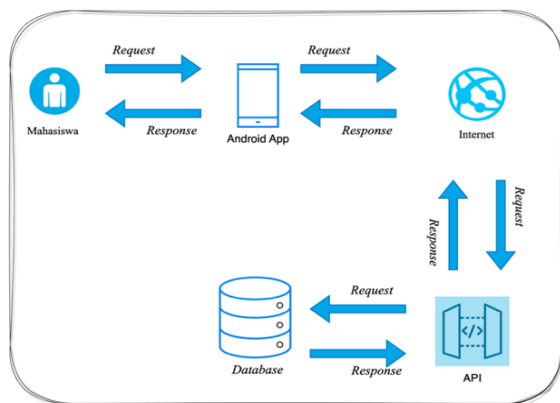 Request
Request
Mahasiswa
Response
Android App
Response
Internet
Response
Request
Request
Database
Response
API